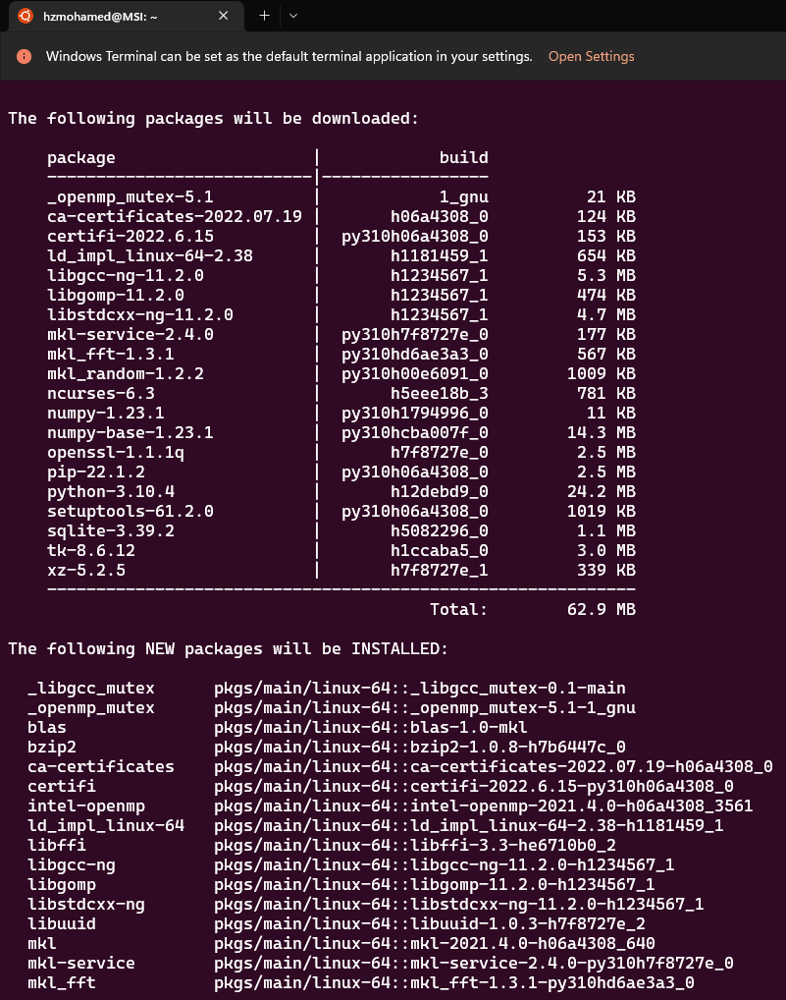 hzmohamed@MSI: ~
Windows Terminal can be set as the default terminal application in your settings. Open Settings
The following packages will be downloaded:
package | build
---------------------------|-----------------
_openmp_mutex-5.1 | 1_gnu 21 KB
ca-certificates-2022.07.19 | h06a4308_0 124 KB
certifi-2022.6.15 | py310h06a4308_0 153 KB
ld_impl_linux-64-2.38 | h1181459_1 654 KB
libgcc-ng-11.2.0 | h1234567_1 5.3 MB
libgomp-11.2.0 | h1234567_1 474 KB
libstdcxx-ng-11.2.0 | h1234567_1 4.7 MB
mkl-service-2.4.0 | py310h7f8727e_0 177 KB
mkl_fft-1.3.1 | py310hd6ae3a3_0 567 KB
mkl_random-1.2.2 | py310h00e6091_0 1009 KB
ncurses-6.3 | h5eee18b_3 781 KB
numpy-1.23.1 | py310h1794996_0 11 KB
numpy-base-1.23.1 | py310hcba007f_0 14.3 MB
openssl-1.1.1q | h7f8727e_0 2.5 MB
pip-22.1.2 | py310h06a4308_0 2.5 MB
python-3.10.4 | h12debd9_0 24.2 MB
setuptools-61.2.0 | py310h06a4308_0 1019 KB
sqlite-3.39.2 | h5082296_0 1.1 MB
tk-8.6.12 | h1ccaba5_0 3.0 MB
xz-5.2.5 | h7f8727e_1 339 KB
------------------------------------------------------------
Total: 62.9 MB
The following NEW packages will be INSTALLED:
_libgcc_mutex pkgs/main/linux-64::_libgcc_mutex-0.1-main
_openmp_mutex pkgs/main/linux-64::_openmp_mutex-5.1-1_gnu
blas pkgs/main/linux-64::blas-1.0-mkl
bzip2 pkgs/main/linux-64::bzip2-1.0.8-h7b6447c_0
ca-certificates pkgs/main/linux-64::ca-certificates-2022.07.19-h06a4308_0
certifi pkgs/main/linux-64::certifi-2022.6.15-py310h06a4308_0
intel-openmp pkgs/main/linux-64::intel-openmp-2021.4.0-h06a4308_3561
ld_impl_linux-64 pkgs/main/linux-64::ld_impl_linux-64-2.38-h1181459_1
libffi pkgs/main/linux-64::libffi-3.3-he6710b0_2
libgcc-ng pkgs/main/linux-64::libgcc-ng-11.2.0-h1234567_1
libgomp pkgs/main/linux-64::libgomp-11.2.0-h1234567_1
libstdcxx-ng pkgs/main/linux-64::libstdcxx-ng-11.2.0-h1234567_1
libuuid pkgs/main/linux-64::libuuid-1.0.3-h7f8727e_2
mkl pkgs/main/linux-64::mkl-2021.4.0-h06a4308_640
mkl-service pkgs/main/linux-64::mkl-service-2.4.0-py310h7f8727e_0
mkl_fft pkgs/main/linux-64::mkl_fft-1.3.1-py310hd6ae3a3_0